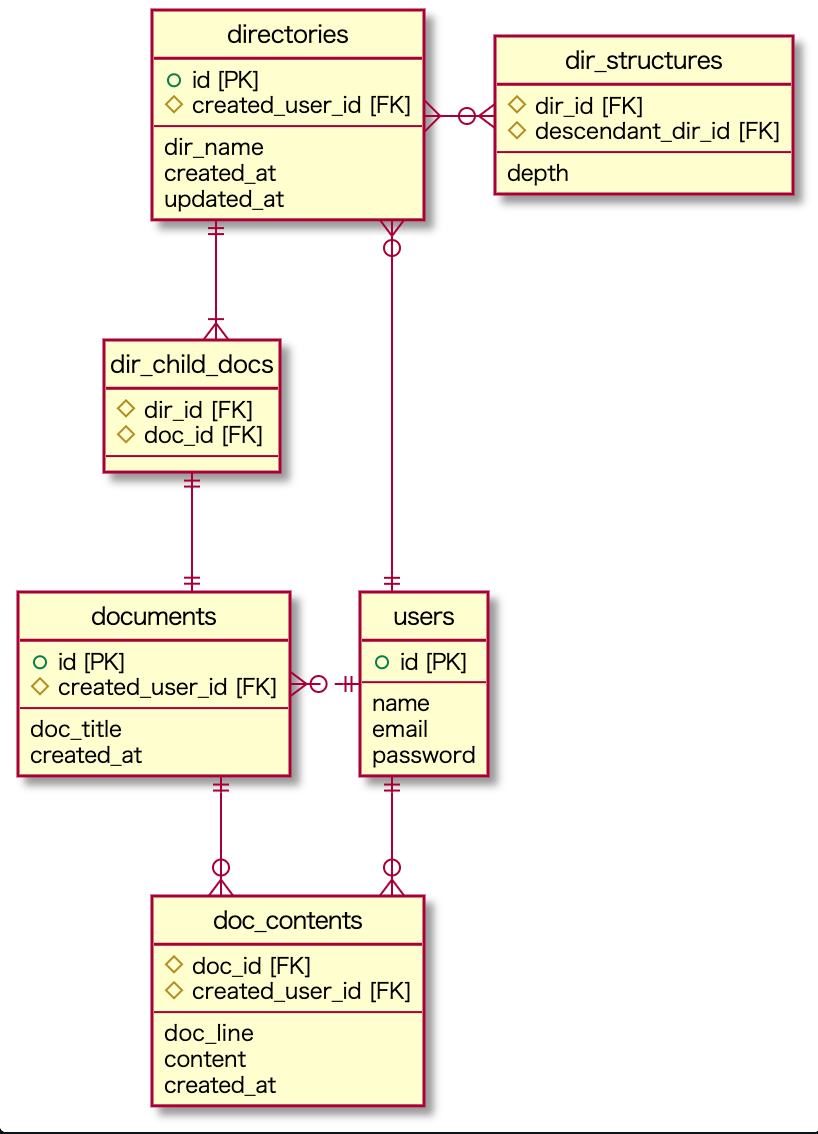 directories
id [PK]
created_user_id [FK]
dir_name
created_at
updated_at
dir_structures
dir_id [FK]
descendant_dir_id [FK]
depth
dir_child_docs
dir_id [FK]
doc_id [FK]
documents
id [PK]
created_user_id [FK]
doc_title
created_at
users
id [PK]
name
email
password
doc_contents
doc_id [FK]
created_user_id [FK]
doc_line
content
created_at